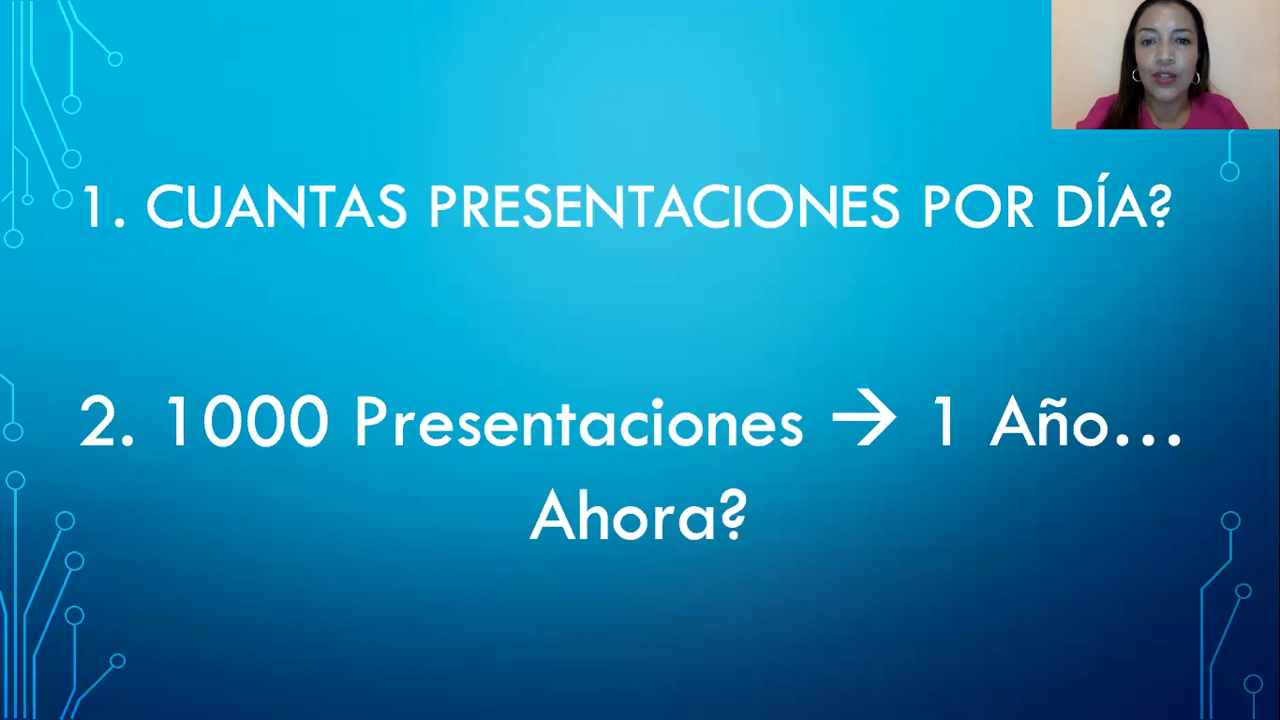 1. CUANTAS PRESENTACIONES POR DÍA?
2. 1000 Presentaciones → 1 Año...
Ahora?